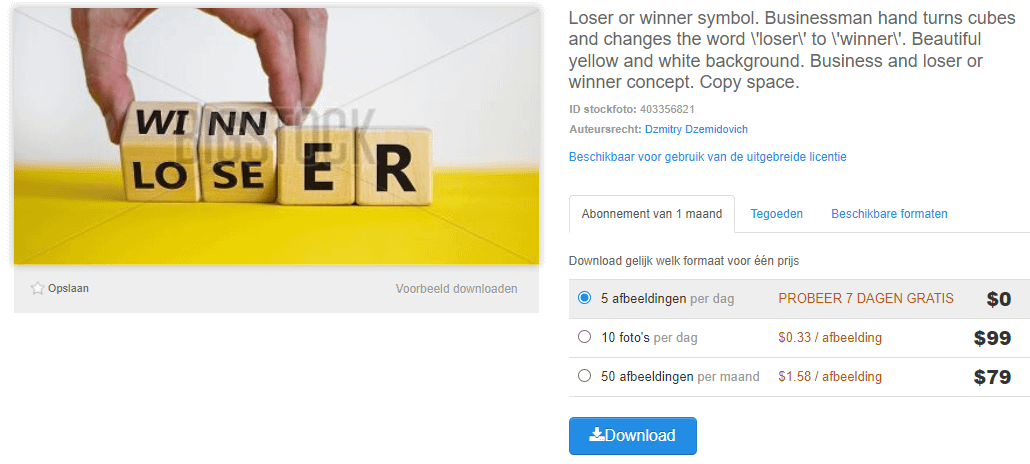 WINN
LOSE
ER
BIGSTOCK
Opslaan
Voorbeeld downloaden
Loser or winner symbol. Businessman hand turns cubes
and changes the word \'loser\' to \'winner\'. Beautiful
yellow and white background. Business and loser or
winner concept. Copy space.
ID stockfoto: 403356821
Auteursrecht: Dzmitry Dzemidovich
Beschikbaar voor gebruik van de uitgebreide licentie
Abonnement van 1 maand Tegoeden Beschikbare formaten
Download gelijk welk formaat voor één prijs
5 afbeeldingen per dag PROBEER 7 DAGEN GRATIS $0
10 foto's per dag $0.33 / afbeelding $99
50 afbeeldingen per maand $1.58 / afbeelding $79
Download